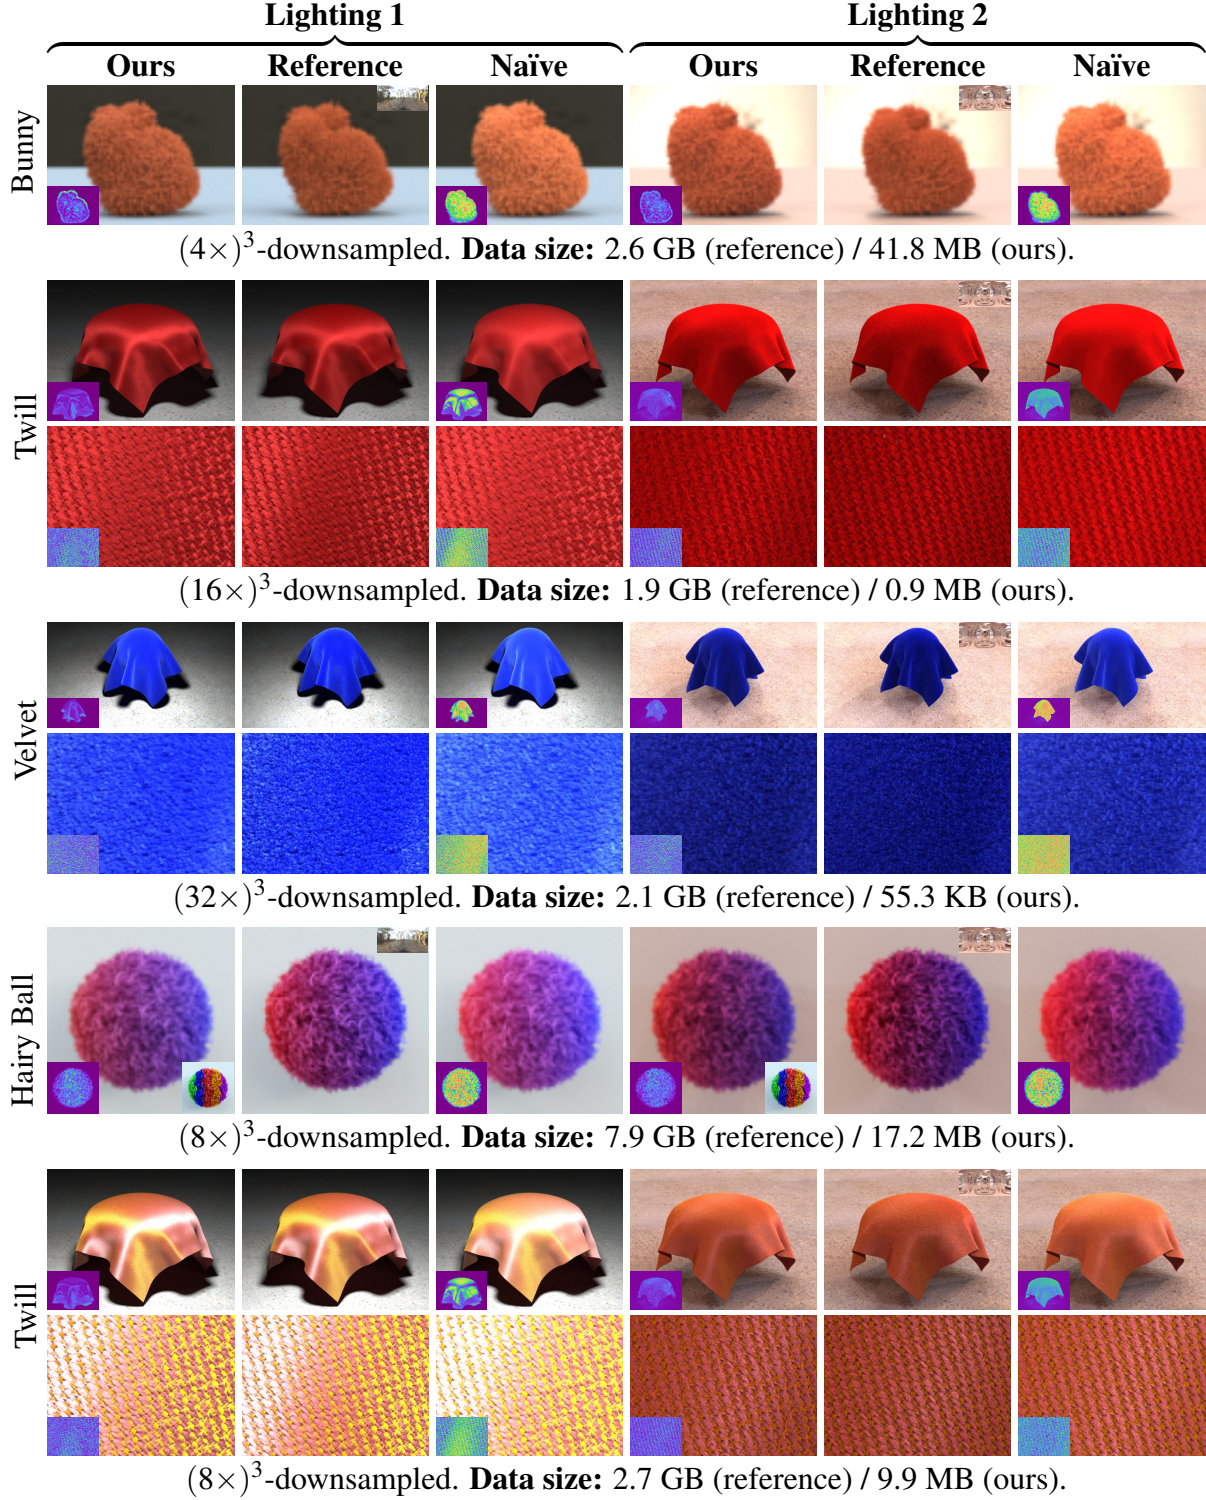 Lighting 1 Lighting 2
Ours Reference Naïve Ours Reference Naïve
Bunny
(4×)³-downsampled. Data size: 2.6 GB (reference) / 41.8 MB (ours).
Twill
(16×)³-downsampled. Data size: 1.9 GB (reference) / 0.9 MB (ours).
Velvet
(32×)³-downsampled. Data size: 2.1 GB (reference) / 55.3 KB (ours).
Hairy Ball
(8×)³-downsampled. Data size: 7.9 GB (reference) / 17.2 MB (ours).
Twill
(8×)³-downsampled. Data size: 2.7 GB (reference) / 9.9 MB (ours).